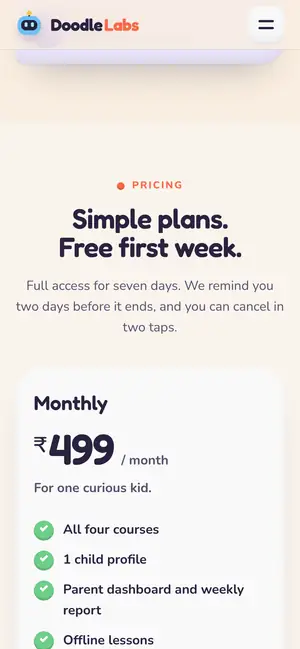 DoodleLabs
PRICING
Simple plans.
Free first week.
Full access for seven days. We remind you
two days before it ends, and you can cancel in
two taps.
Monthly
₹499 / month
For one curious kid.
All four courses
1 child profile
Parent dashboard and weekly
report
Offline lessons